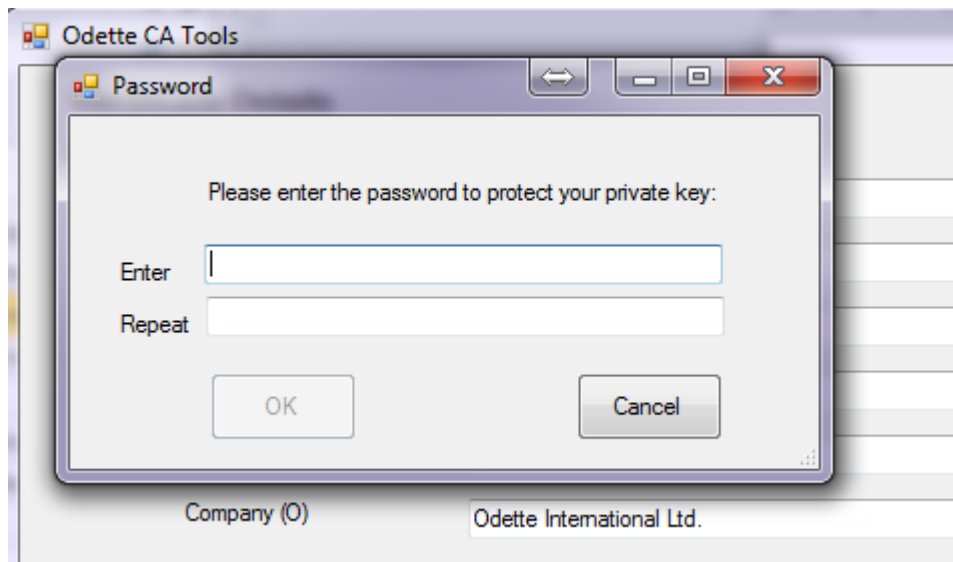 Odette CA Tools
Password
Please enter the password to protect your private key:
Enter
Repeat
OK
Cancel
Company (O)
Odette International Ltd.